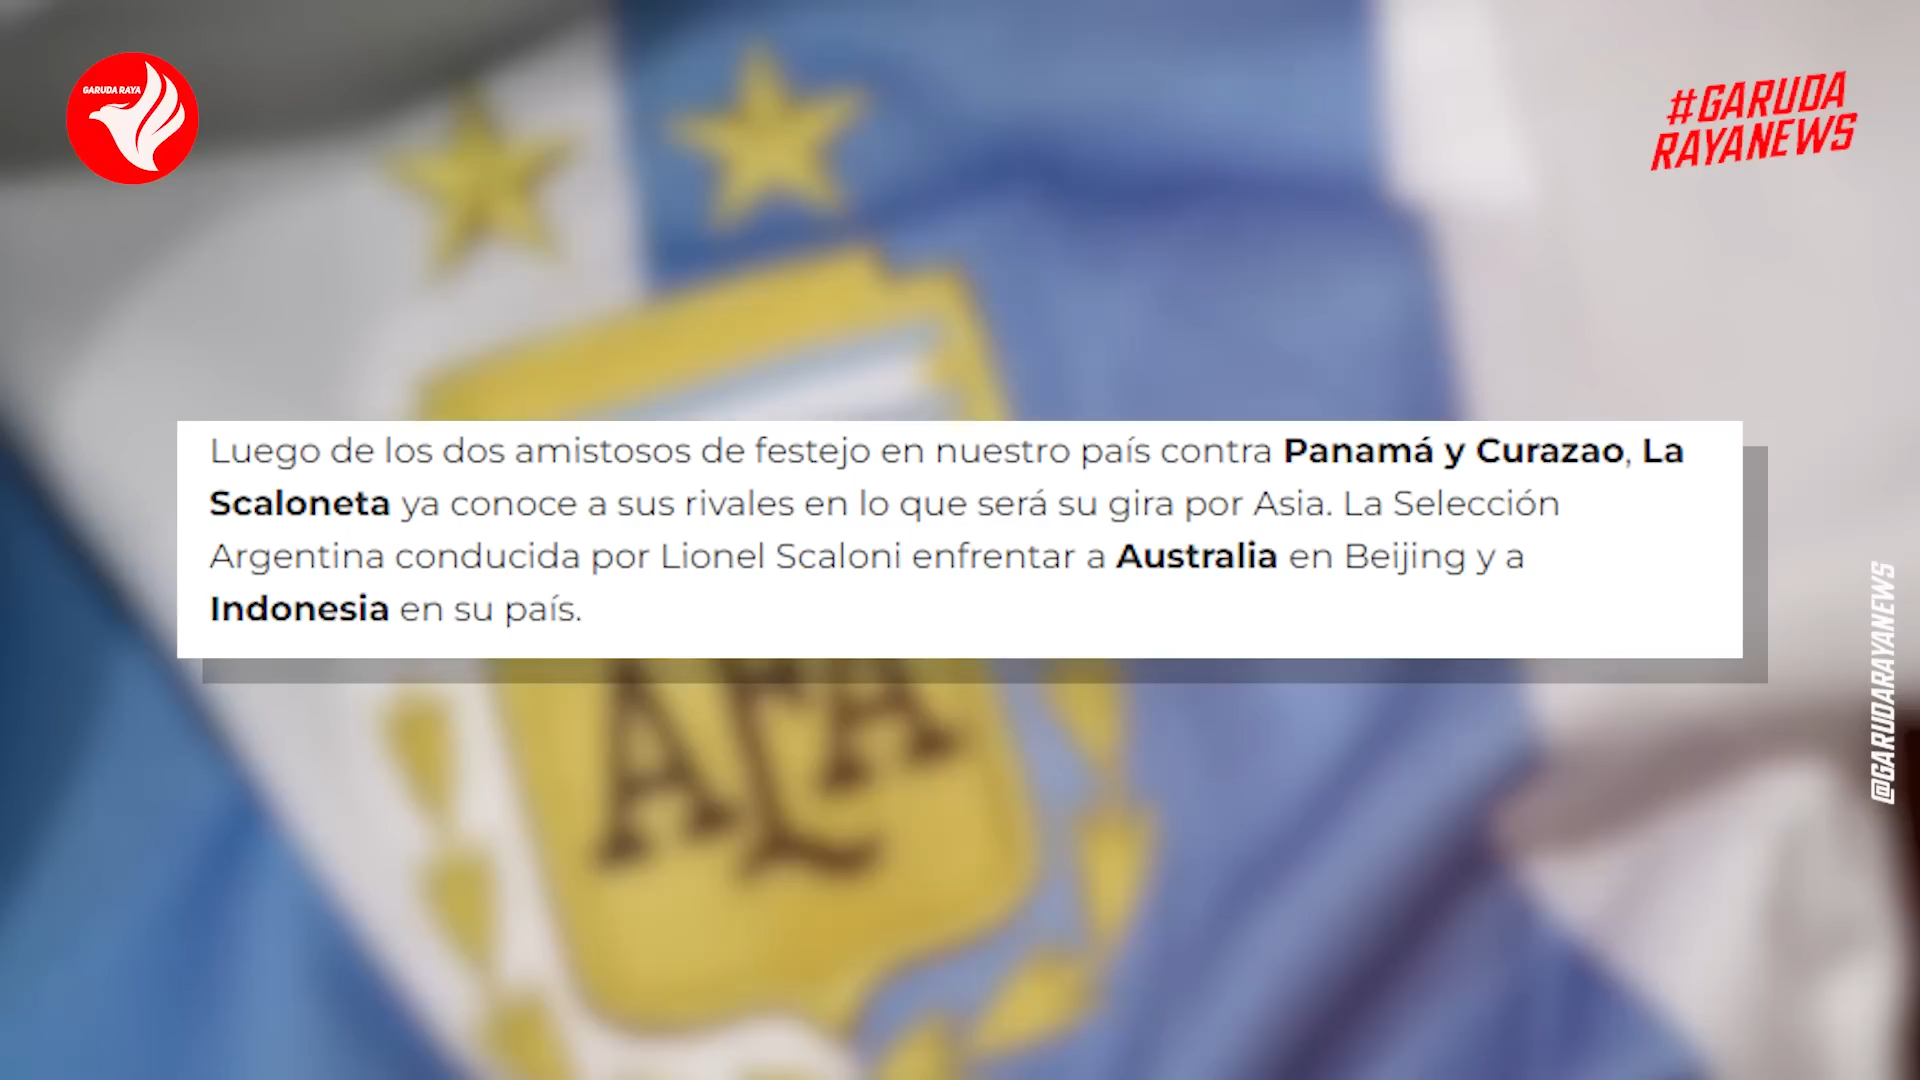 GARUDA RAYA
#GARUDA
RAYANEWS
Luego de los dos amistosos de festejo en nuestro país contra Panamá y Curazao, La
Scaloneta ya conoce a sus rivales en lo que será su gira por Asia. La Selección
Argentina conducida por Lionel Scaloni enfrentar a Australia en Beijing y a
Indonesia en su país.
AFA
@GARUDARAYANEWS